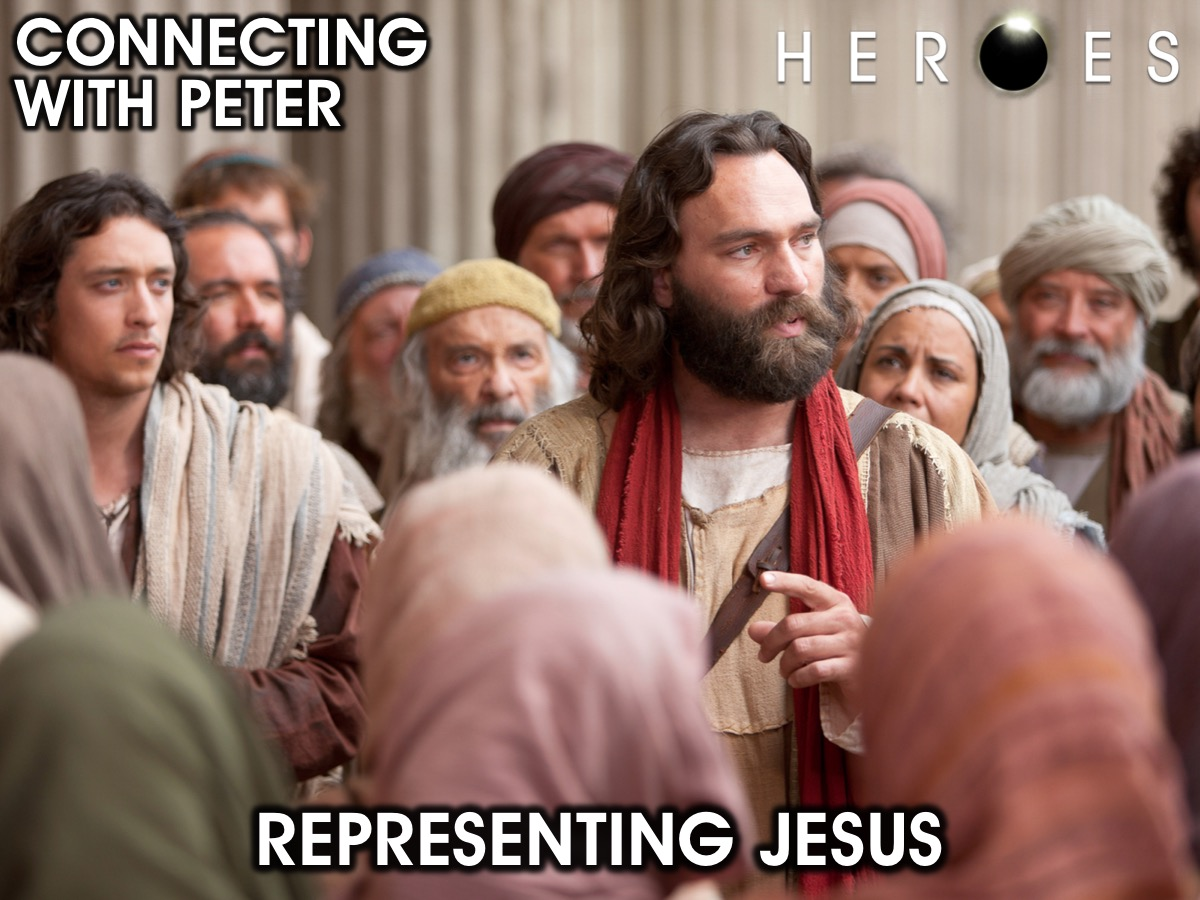 CONNECTING
WITH PETER
HEROES
REPRESENTING JESUS